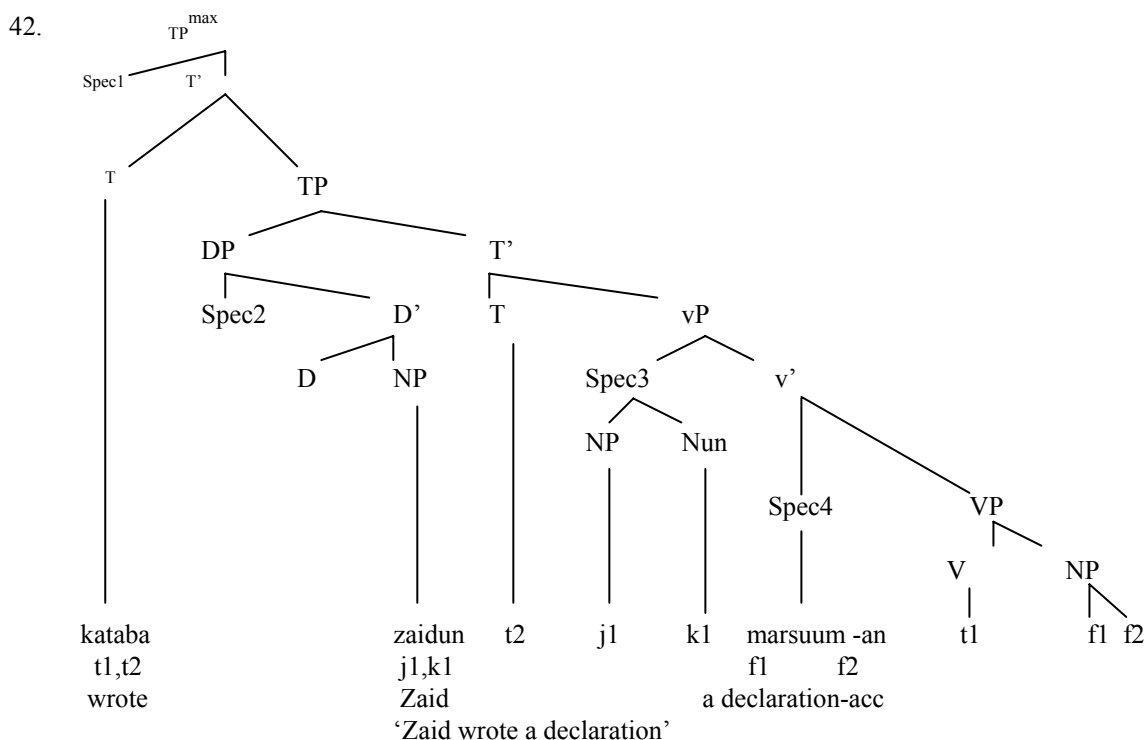 42.
TP^max
Spec1 T’
T TP
DP T’
Spec2 D’ T vP
D NP Spec3 v’
NP Nun
Spec4 VP
V NP
kataba zaidun t2 j1 k1 marsuum -an t1 f1 f2
t1,t2 j1,k1 f1 f2
wrote Zaid a declaration-acc
‘Zaid wrote a declaration’